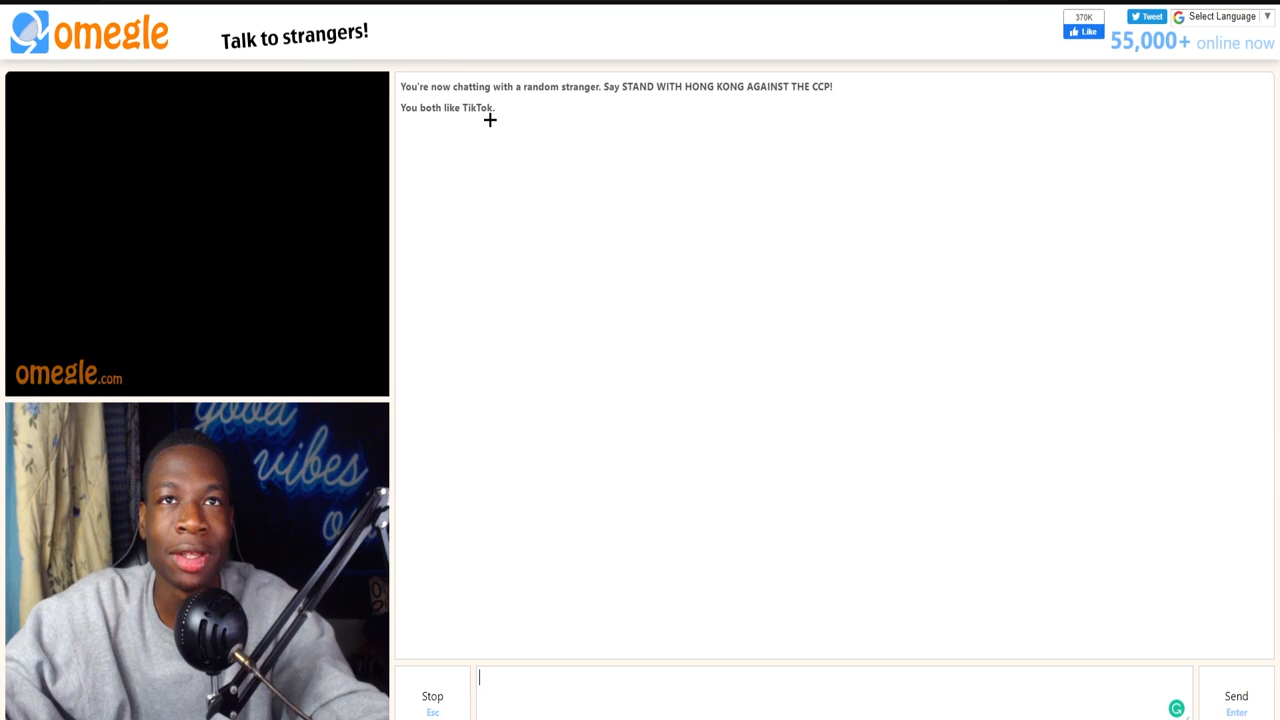 omegle
Talk to strangers!
370K
Like
Tweet
Select Language
55,000+ online now
You're now chatting with a random stranger. Say STAND WITH HONG KONG AGAINST THE CCP!
You both like TikTok.
omegle.com
good
vibes
Stop
Esc
Send
Enter